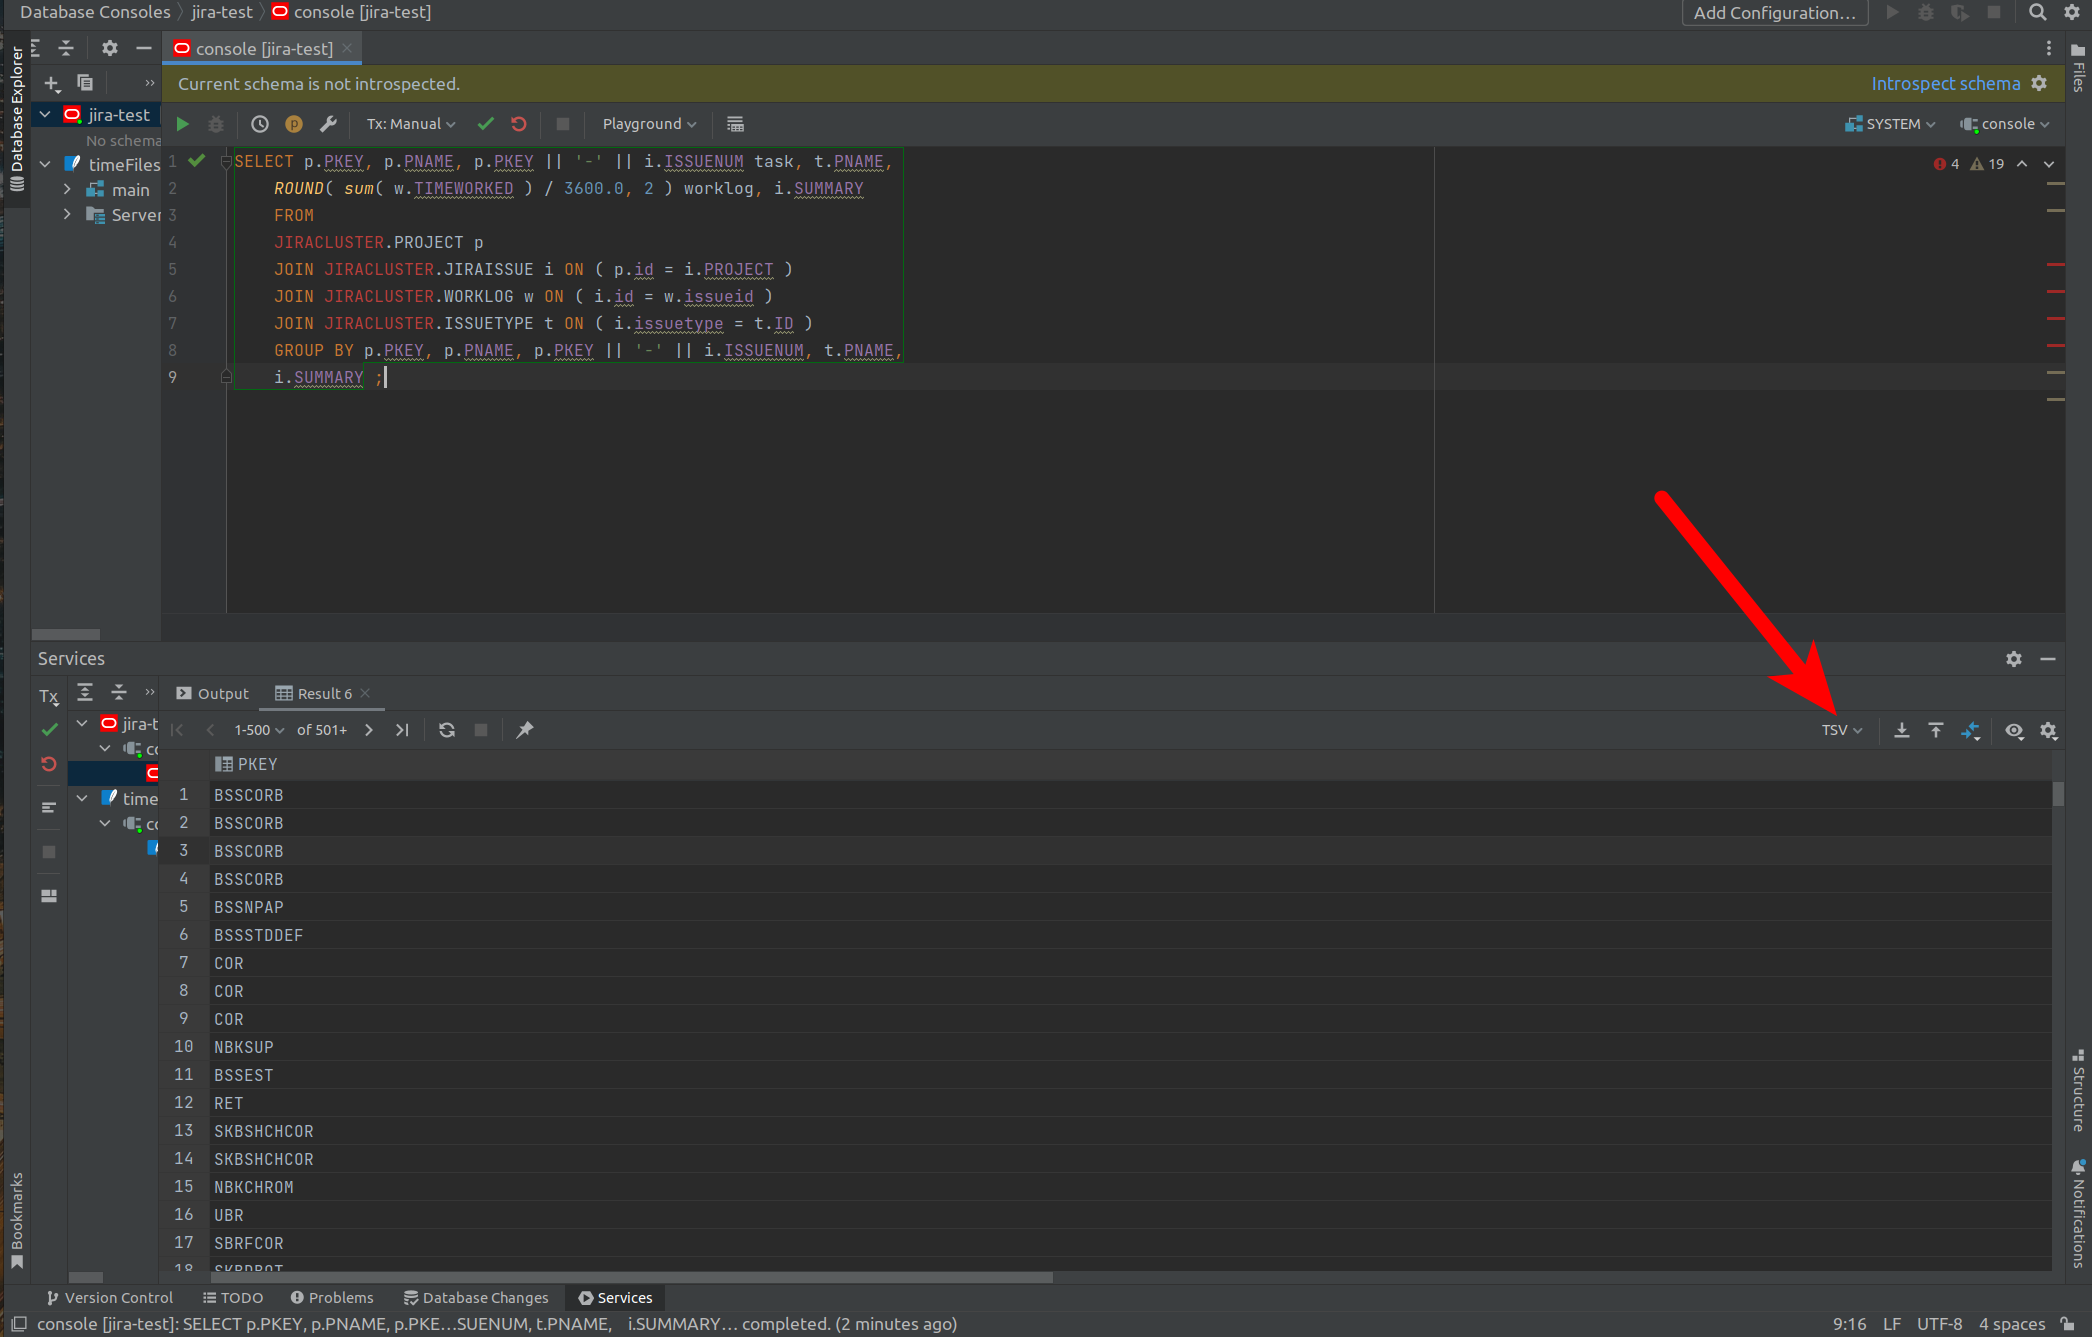 Database Consoles jira-test console [jira-test]
Add Configuration...
console [jira-test]
Current schema is not introspected.
Introspect schema
Database Explorer
jira-test
No schema
timeFiles
main
Server
Tx: Manual
Playground
SYSTEM
console
4 19
1 SELECT p.PKEY, p.PNAME, p.PKEY || '-' || i.ISSUENUM task, t.PNAME,
2 ROUND( sum( w.TIMEWORKED ) / 3600.0, 2 ) worklog, i.SUMMARY
3 FROM
4 JIRACLUSTER.PROJECT p
5 JOIN JIRACLUSTER.JIRAISSUE i ON ( p.id = i.PROJECT )
6 JOIN JIRACLUSTER.WORKLOG w ON ( i.id = w.issueid )
7 JOIN JIRACLUSTER.ISSUETYPE t ON ( i.issuetype = t.ID )
8 GROUP BY p.PKEY, p.PNAME, p.PKEY || '-' || i.ISSUENUM, t.PNAME,
9 i.SUMMARY ;
Files
Services
Tx
jira-t
co
time
co
Output
Result 6
1-500 of 501+
TSV
PKEY
1 BSSCORB
2 BSSCORB
3 BSSCORB
4 BSSCORB
5 BSSNPAP
6 BSSSTDDEF
7 COR
8 COR
9 COR
10 NBKSUP
11 BSSEST
12 RET
13 SKBSHCHCOR
14 SKBSHCHCOR
15 NBKCHROM
16 UBR
17 SBRFCOR
18
Structure
Notifications
Bookmarks
Version Control TODO Problems Database Changes Services
console [jira-test]: SELECT p.PKEY, p.PNAME, p.PKE...SUENUM, t.PNAME, i.SUMMARY... completed. (2 minutes ago)
9:16 LF UTF-8 4 spaces